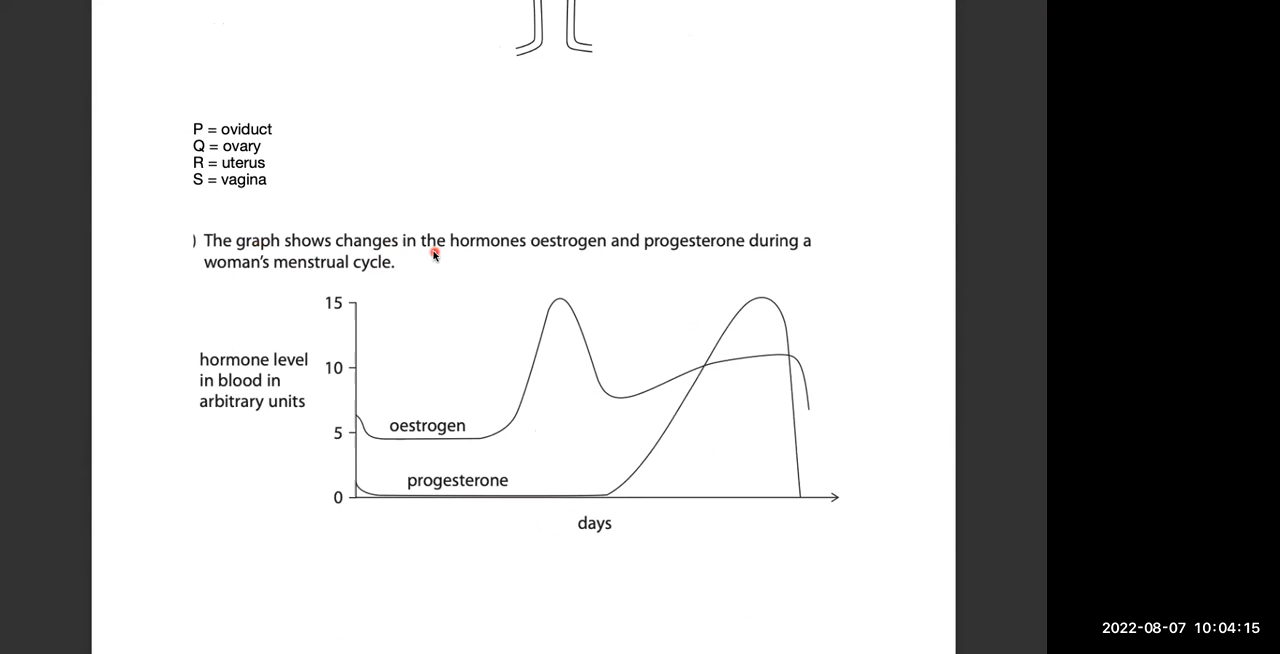 P = oviduct
Q = ovary
R = uterus
S = vagina
) The graph shows changes in the hormones oestrogen and progesterone during a
woman's menstrual cycle.
15
hormone level
in blood in
arbitrary units
10
5
0
oestrogen
progesterone
days
2022-08-07 10:04:15